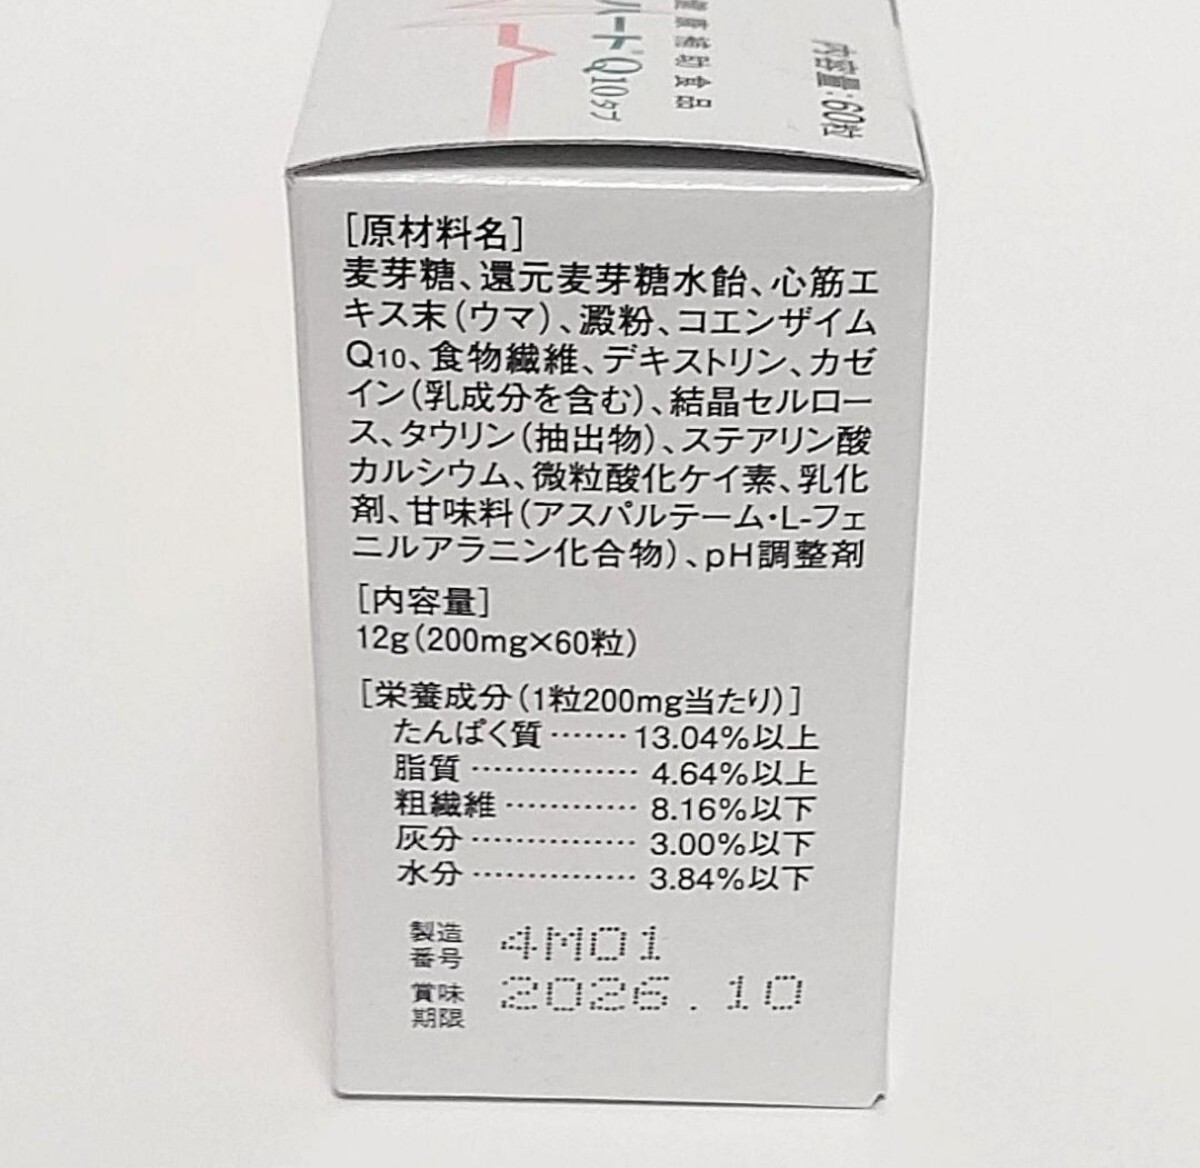 内容量:60粒
健康補助食品
ハートQ10タブ
[原材料名]
麦芽糖、還元麦芽糖水飴、心筋エ
キス末(ウマ)、澱粉、コエンザイム
Q10、食物繊維、デキストリン、カゼ
イン(乳成分を含む)、結晶セルロー
ス、タウリン(抽出物)、ステアリン酸
カルシウム、微粒酸化ケイ素、乳化
剤、甘味料(アスパルテーム・L-フェ
ニルアラニン化合物)、pH調整剤
[内容量]
12g(200mg×60粒)
[栄養成分(1粒200mg当たり)]
たんぱく質……13.04%以上
脂質…………4.64%以上
粗繊維…………8.16%以下
灰分…………3.00%以下
水分…………3.84%以下
製造番号 4M01
賞味期限 2026.10